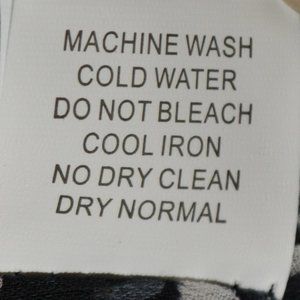 MACHINE WASH
COLD WATER
DO NOT BLEACH
COOL IRON
NO DRY CLEAN
DRY NORMAL